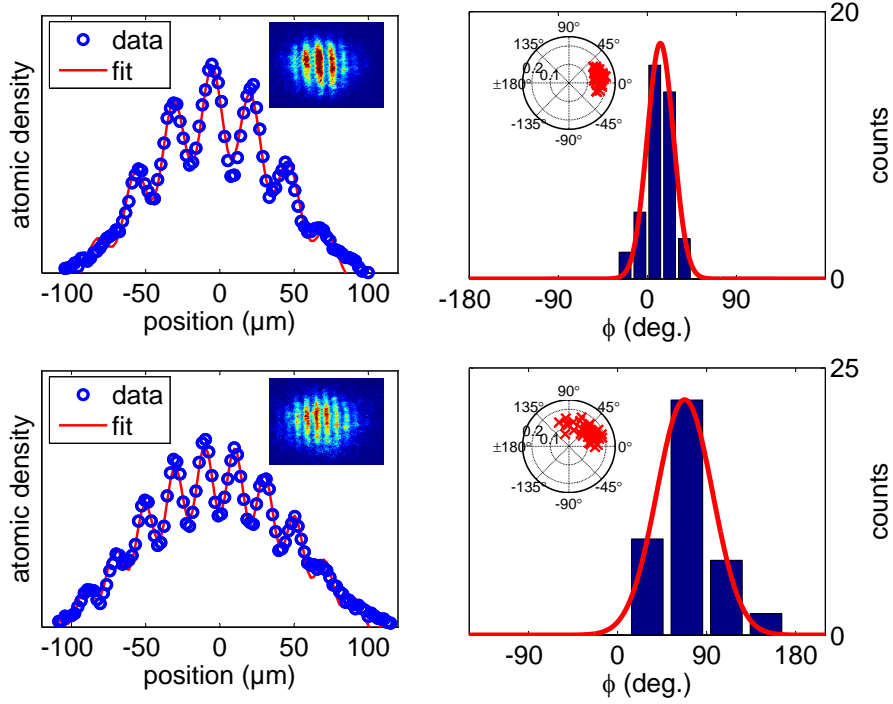 data
fit
atomic density
-100 -50 0 50 100
position (µm)
20
0
counts
90°
135° 45°
0.2 0.1
±180° 0°
-135° -45°
-90°
-180 -90 0 90
ϕ (deg.)
data
fit
atomic density
-100 -50 0 50 100
position (µm)
25
0
counts
90°
135° 45°
0.2 0.1
±180° 0°
-135° -45°
-90°
-90 0 90 180
ϕ (deg.)